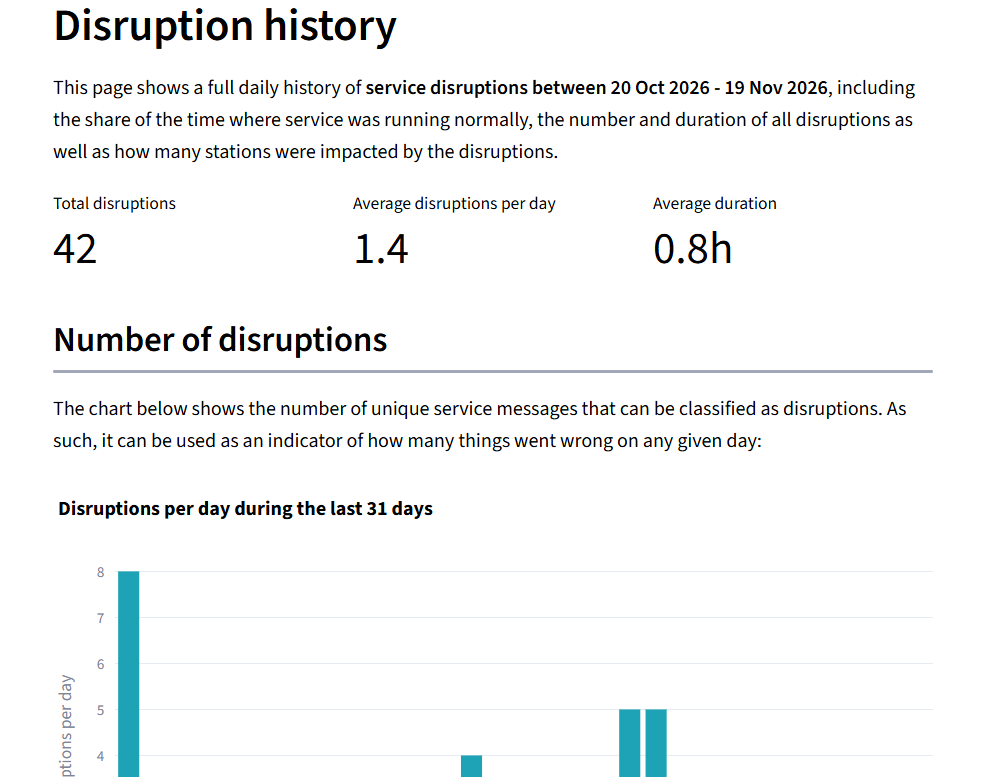 Disruption history
This page shows a full daily history of service disruptions between 20 Oct 2026 - 19 Nov 2026, including
the share of the time where service was running normally, the number and duration of all disruptions as
well as how many stations were impacted by the disruptions.
Total disruptions
42
Average disruptions per day
1.4
Average duration
0.8h
Number of disruptions
The chart below shows the number of unique service messages that can be classified as disruptions. As
such, it can be used as an indicator of how many things went wrong on any given day:
Disruptions per day during the last 31 days
8
7
6
5
4
per day